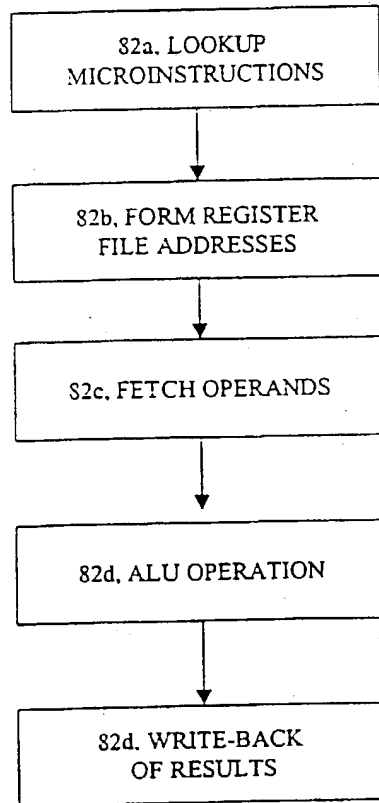 82a, LOOKUP
MICROINSTRUCTIONS
82b, FORM REGISTER
FILE ADDRESSES
82c, FETCH OPERANDS
82d, ALU OPERATION
82d, WRITE-BACK
OF RESULTS